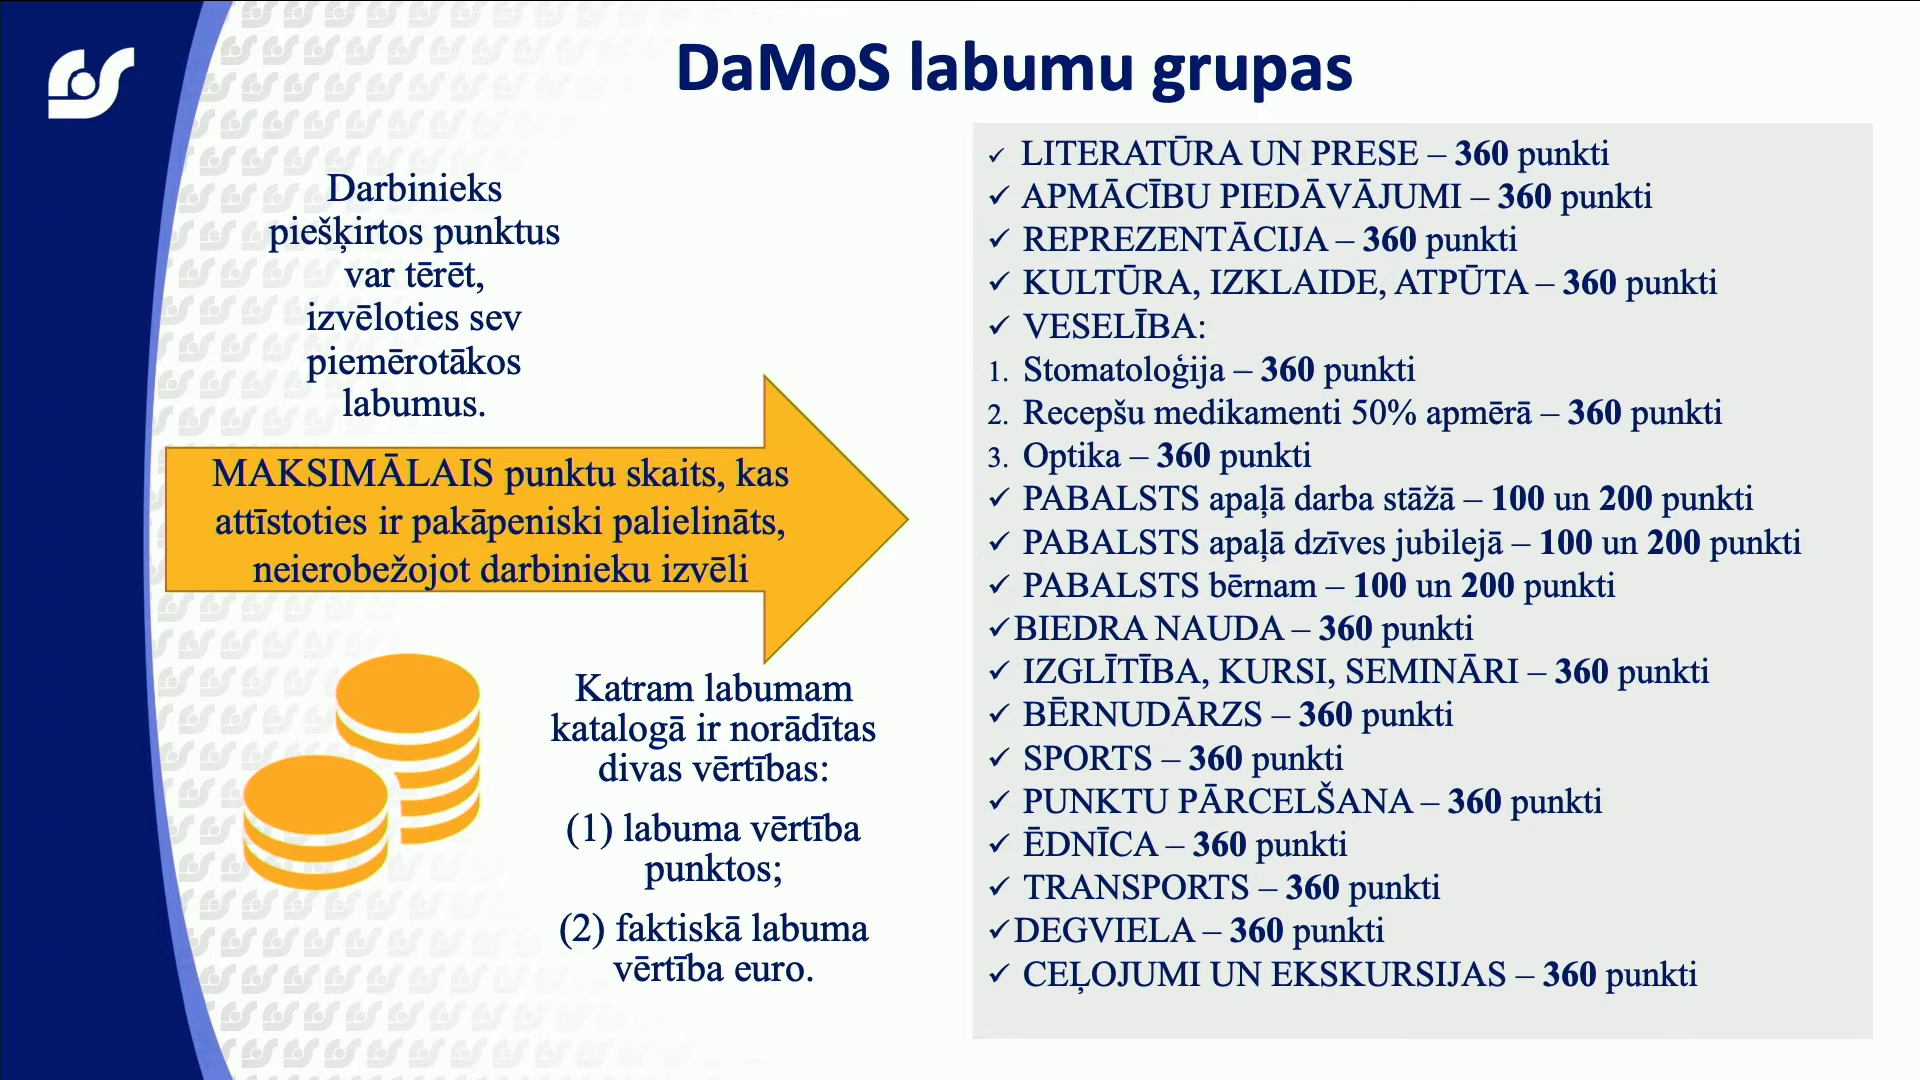 DaMoS labumu grupas
Darbinieks
piešķirtos punktus
var tērēt,
izvēloties sev
piemērotākos
labumus.
MAKSIMĀLAIS punktu skaits, kas
attīstoties ir pakāpeniski palielināts,
neierobežojot darbinieku izvēli
Katram labumam
katalogā ir norādītas
divas vērtības:
(1) labuma vērtība
punktos;
(2) faktiskā labuma
vērtība euro.
✓ LITERATŪRA UN PRESE – 360 punkti
✓ APMĀCĪBU PIEDĀVĀJUMI – 360 punkti
✓ REPREZENTĀCIJA – 360 punkti
✓ KULTŪRA, IZKLAIDE, ATPŪTA – 360 punkti
✓ VESELĪBA:
1. Stomatoloģija – 360 punkti
2. Recepšu medikamenti 50% apmērā – 360 punkti
3. Optika – 360 punkti
✓ PABALSTS apaļā darba stāžā – 100 un 200 punkti
✓ PABALSTS apaļā dzīves jubilejā – 100 un 200 punkti
✓ PABALSTS bērnam – 100 un 200 punkti
✓ BIEDRA NAUDA – 360 punkti
✓ IZGLĪTĪBA, KURSI, SEMINĀRI – 360 punkti
✓ BĒRNUDĀRZS – 360 punkti
✓ SPORTS – 360 punkti
✓ PUNKTU PĀRCELŠANA – 360 punkti
✓ ĒDNĪCA – 360 punkti
✓ TRANSPORTS – 360 punkti
✓ DEGVIELA – 360 punkti
✓ CEĻOJUMI UN EKSKURSIJAS – 360 punkti